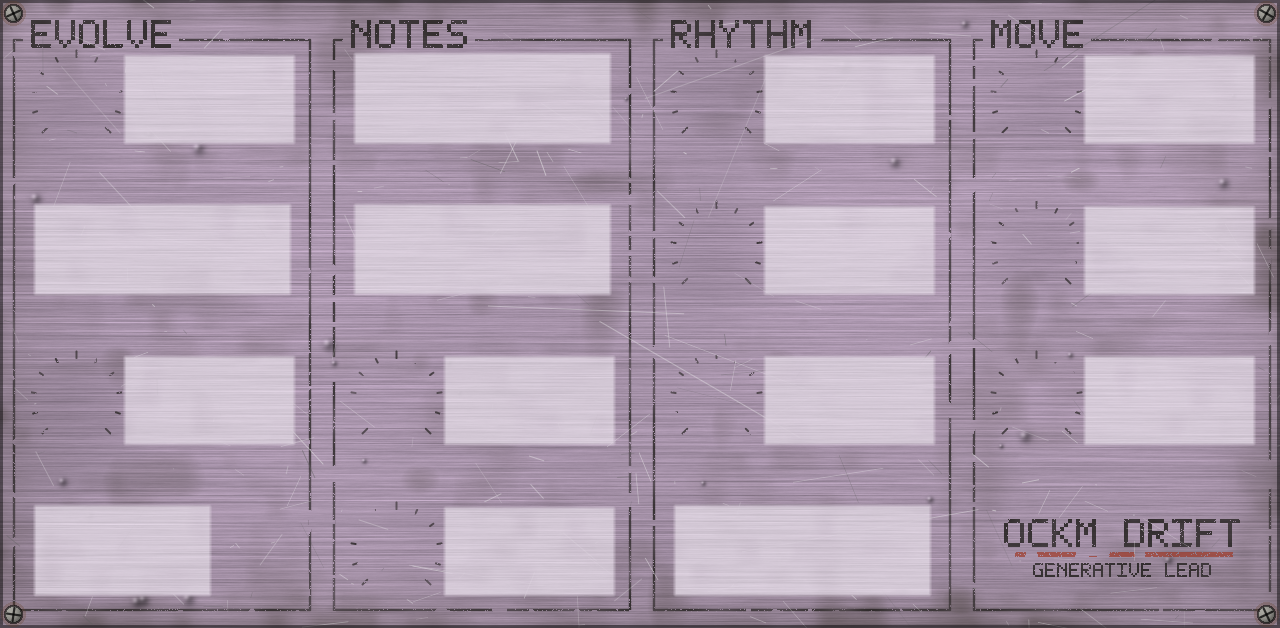 EVOLVE
NOTES
RHYTHM
MOVE
OCKM DRIFT
GENERATIVE LEAD